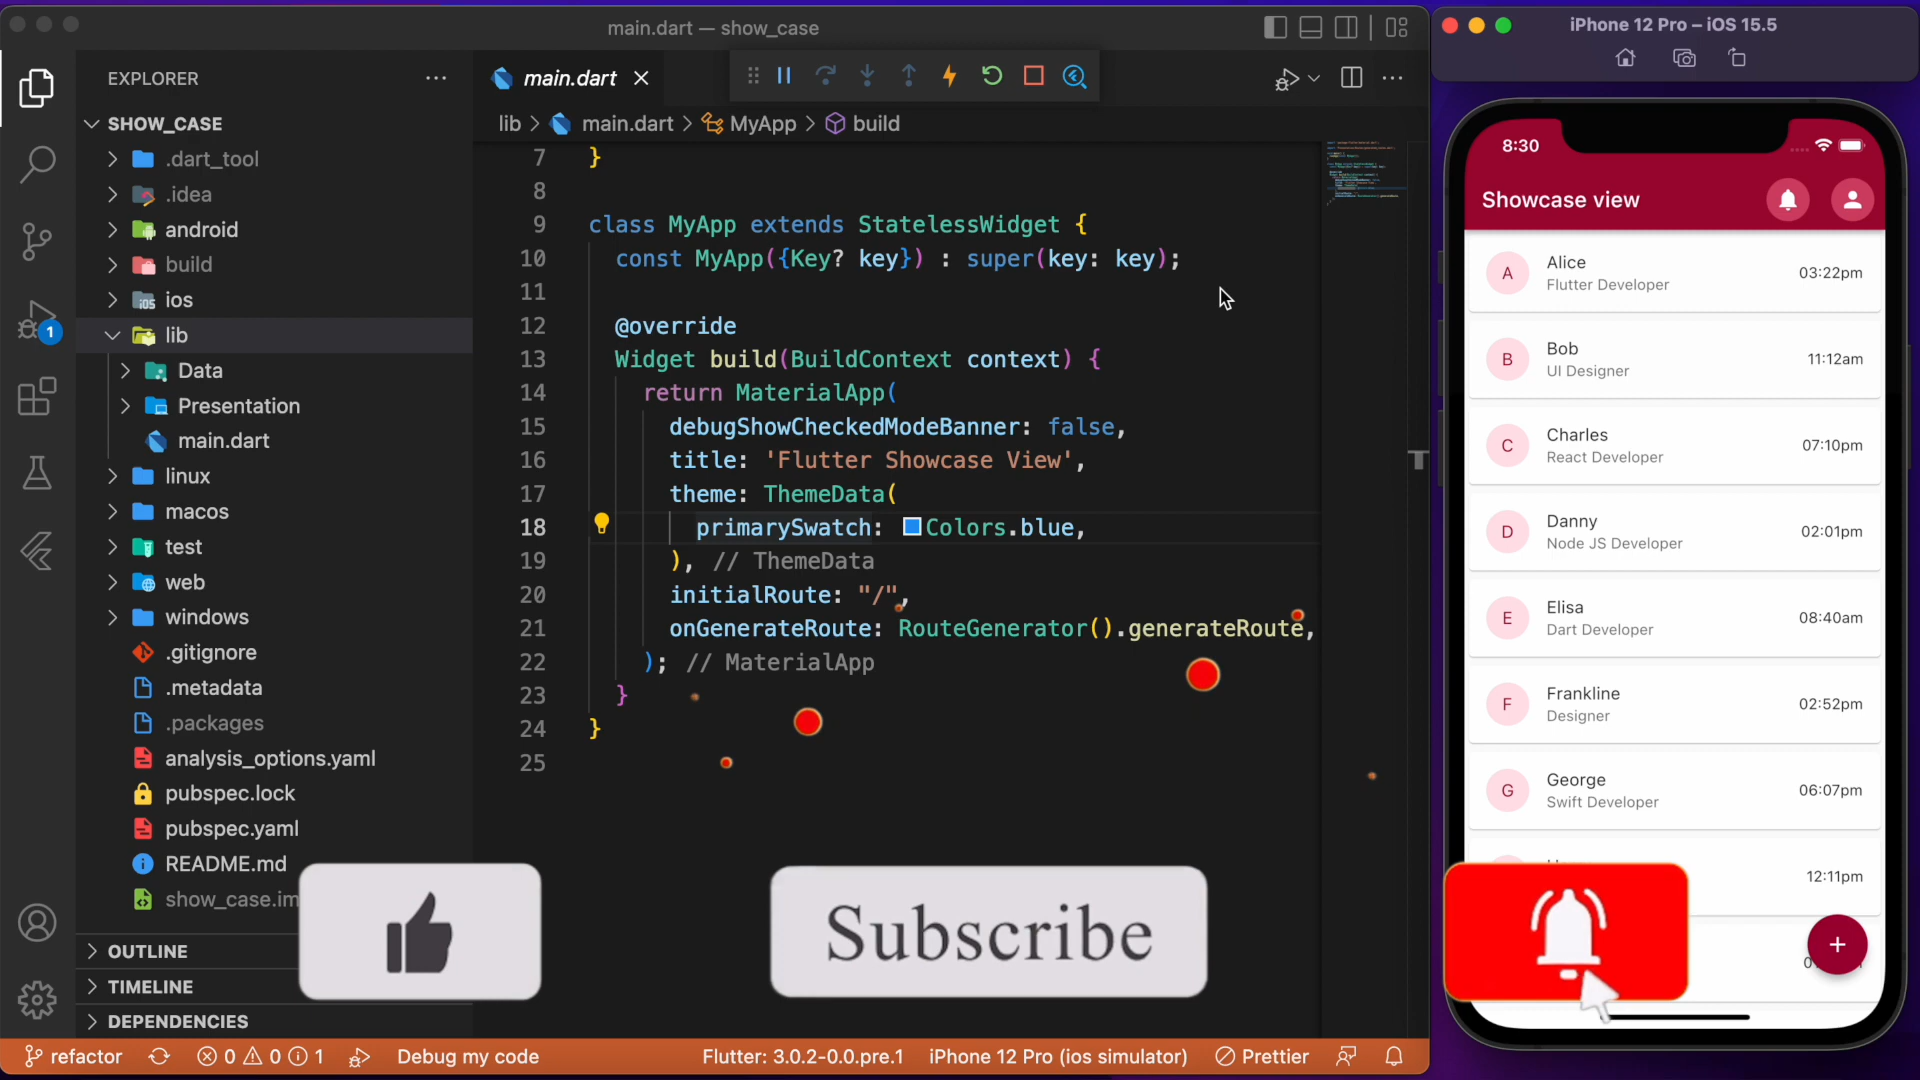 main.dart — show_case
EXPLORER
SHOW_CASE
.dart_tool
.idea
android
build
ios
lib
Data
Presentation
main.dart
linux
macos
test
web
windows
.gitignore
.metadata
.packages
analysis_options.yaml
pubspec.lock
pubspec.yaml
README.md
show_case.im
OUTLINE
TIMELINE
DEPENDENCIES
1
main.dart
lib > main.dart > MyApp > build
7 }
8
9 class MyApp extends StatelessWidget {
10 const MyApp({Key? key}) : super(key: key);
11
12 @override
13 Widget build(BuildContext context) {
14 return MaterialApp(
15 debugShowCheckedModeBanner: false,
16 title: 'Flutter Showcase View',
17 theme: ThemeData(
18 primarySwatch: Colors.blue,
19 ), // ThemeData
20 initialRoute: "/",
21 onGenerateRoute: RouteGenerator().generateRoute,
22 ); // MaterialApp
23 }
24 }
25
Subscribe
refactor 0 0 1 Debug my code Flutter: 3.0.2-0.0.pre.1 iPhone 12 Pro (ios simulator) Prettier
iPhone 12 Pro – iOS 15.5
8:30
Showcase view
A Alice 03:22pm
Flutter Developer
B Bob 11:12am
UI Designer
C Charles 07:10pm
React Developer
D Danny 02:01pm
Node JS Developer
E Elisa 08:40am
Dart Developer
F Frankline 02:52pm
Designer
G George 06:07pm
Swift Developer
12:11pm
+